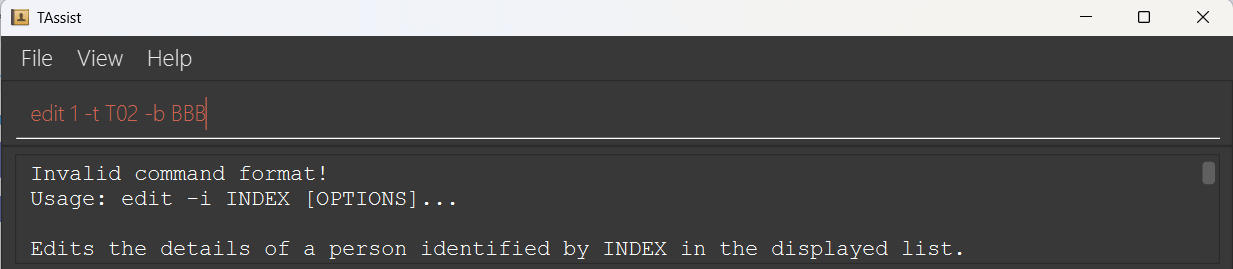 TAssist
File View Help
edit 1 -t T02 -b BBB
Invalid command format!
Usage: edit -i INDEX [OPTIONS]...
Edits the details of a person identified by INDEX in the displayed list.